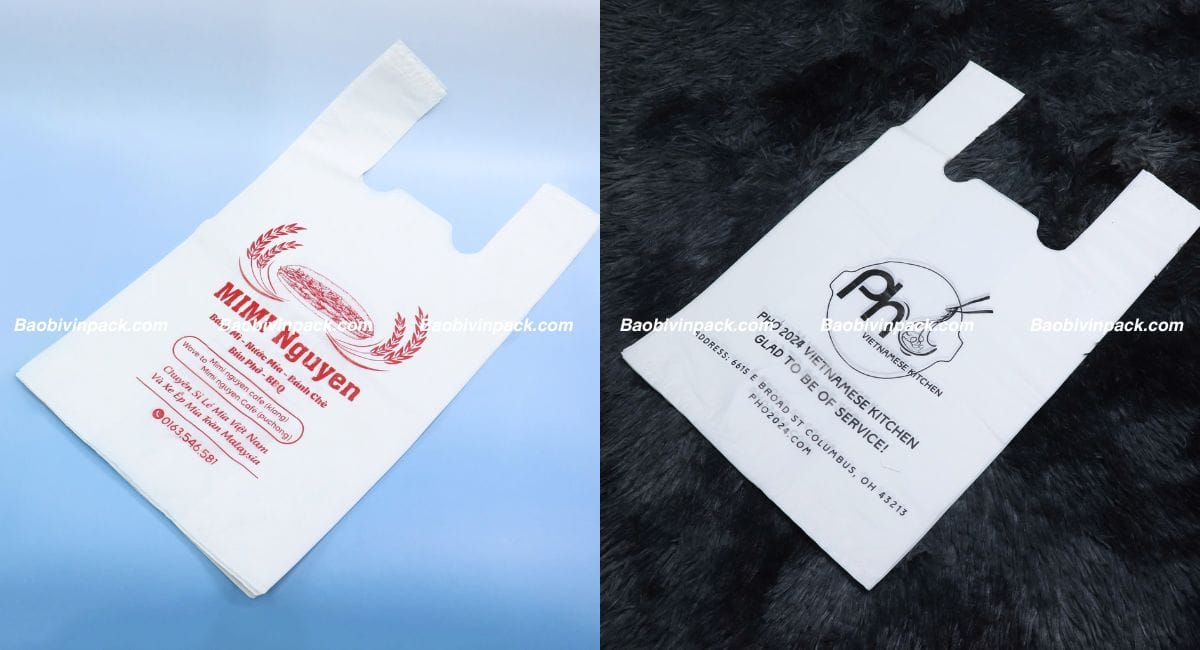 MIMI Nguyen
Bánh Mỳ - Nước Mía - Bánh Chè
Bún Phở - BBQ
Wave to
Mimi nguyen cafe (klang)
Mimi nguyen Cafe (puchong)
Chuyên Sỉ Lẻ Mía Việt Nam
Và Xe Ép Mía Toàn Malaysia
0163.546.581
Pho
VIETNAMESE KITCHEN
PHO 2024 VIETNAMESE KITCHEN
GLAD TO BE OF SERVICE!
ADDRESS: 6615 E BROAD ST COLUMBUS, OH 43213
PHO2024.COM
Baobivinpack.com
Baobivinpack.com
Baobivinpack.com
Baobivinpack.com
Baobivinpack.com
Baobivinpack.com